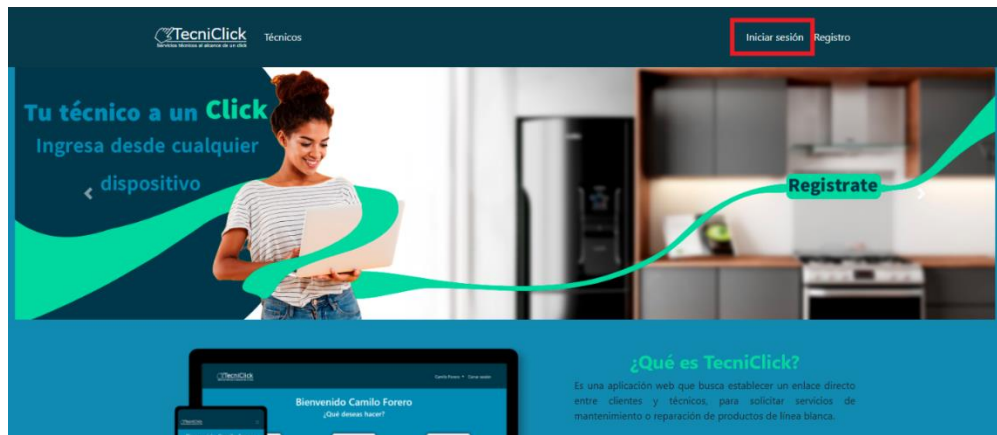 TecniClick
Servicios técnicos al alcance de un click
Técnicos
Iniciar sesión
Registro
Tu técnico a un Click
Ingresa desde cualquier
dispositivo
Registrate
¿Qué es TecniClick?
Es una aplicación web que busca establecer un enlace directo
entre clientes y técnicos, para solicitar servicios de
mantenimiento o reparación de productos de línea blanca.
TecniClick
Camilo Forero
Cerrar sesión
Bienvenido Camilo Forero
¿Qué deseas hacer?
TecniClick